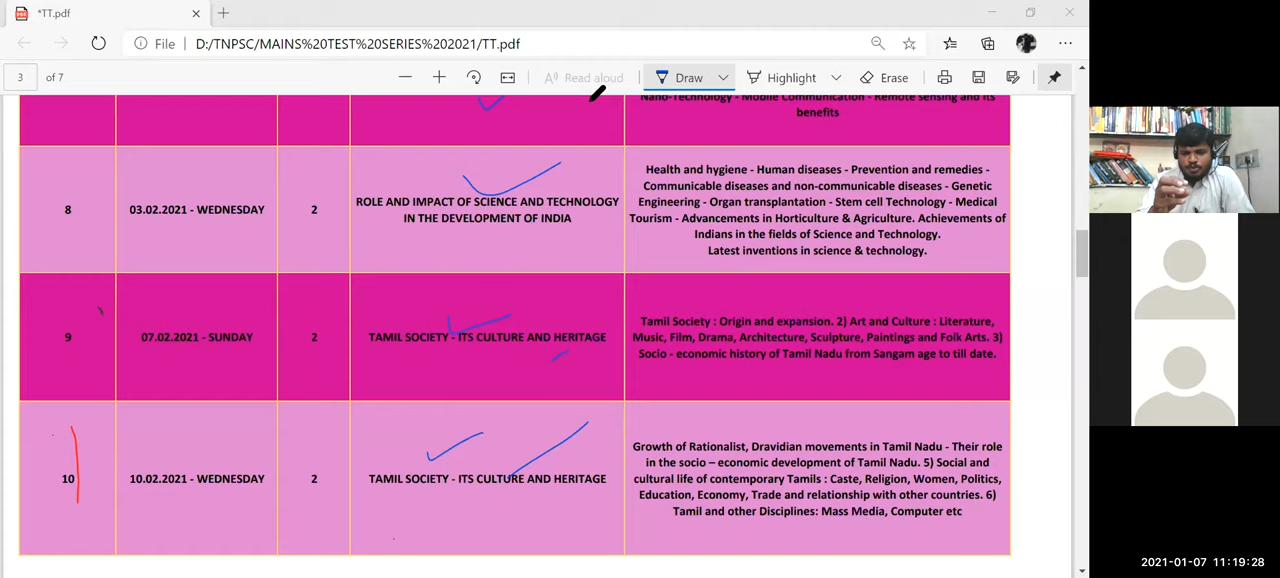 *TT.pdf
File
D:/TNPSC/MAINS%20TEST%20SERIES%202021/TT.pdf
3 of 7
Read aloud
Draw
Highlight
Erase
Nano-Technology - Mobile Communication - Remote sensing and its
benefits
8
03.02.2021 - WEDNESDAY
2
ROLE AND IMPACT OF SCIENCE AND TECHNOLOGY
IN THE DEVELOPMENT OF INDIA
Health and hygiene - Human diseases - Prevention and remedies -
Communicable diseases and non-communicable diseases - Genetic
Engineering - Organ transplantation - Stem cell Technology - Medical
Tourism - Advancements in Horticulture & Agriculture. Achievements of
Indians in the fields of Science and Technology.
Latest inventions in science & technology.
9
07.02.2021 - SUNDAY
2
TAMIL SOCIETY - ITS CULTURE AND HERITAGE
Tamil Society : Origin and expansion. 2) Art and Culture : Literature,
Music, Film, Drama, Architecture, Sculpture, Paintings and Folk Arts. 3)
Socio - economic history of Tamil Nadu from Sangam age to till date.
10
10.02.2021 - WEDNESDAY
2
TAMIL SOCIETY - ITS CULTURE AND HERITAGE
Growth of Rationalist, Dravidian movements in Tamil Nadu - Their role
in the socio – economic development of Tamil Nadu. 5) Social and
cultural life of contemporary Tamils : Caste, Religion, Women, Politics,
Education, Economy, Trade and relationship with other countries. 6)
Tamil and other Disciplines: Mass Media, Computer etc
2021-01-07 11:19:28